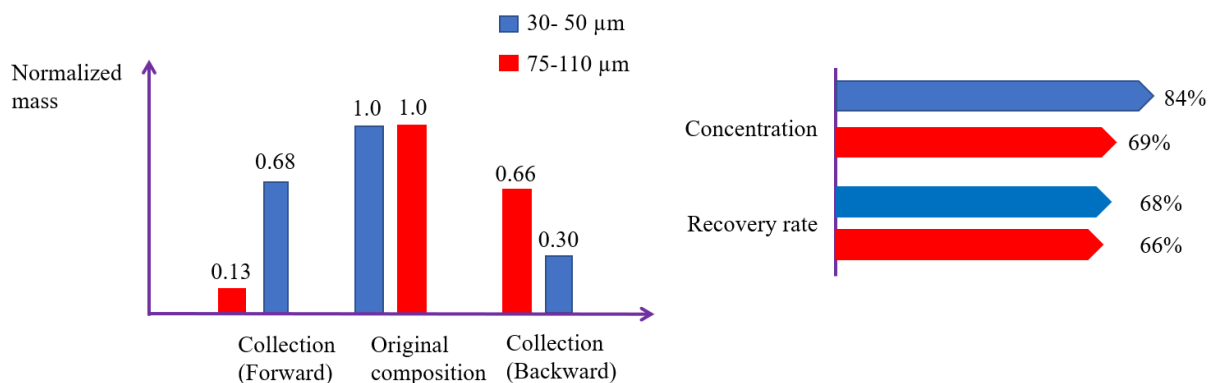 30- 50 µm
75-110 µm
Normalized
mass
0.13
0.68
1.0
1.0
0.66
0.30
Collection
(Forward)
Original
composition
Collection
(Backward)
Concentration
84%
69%
Recovery rate
68%
66%